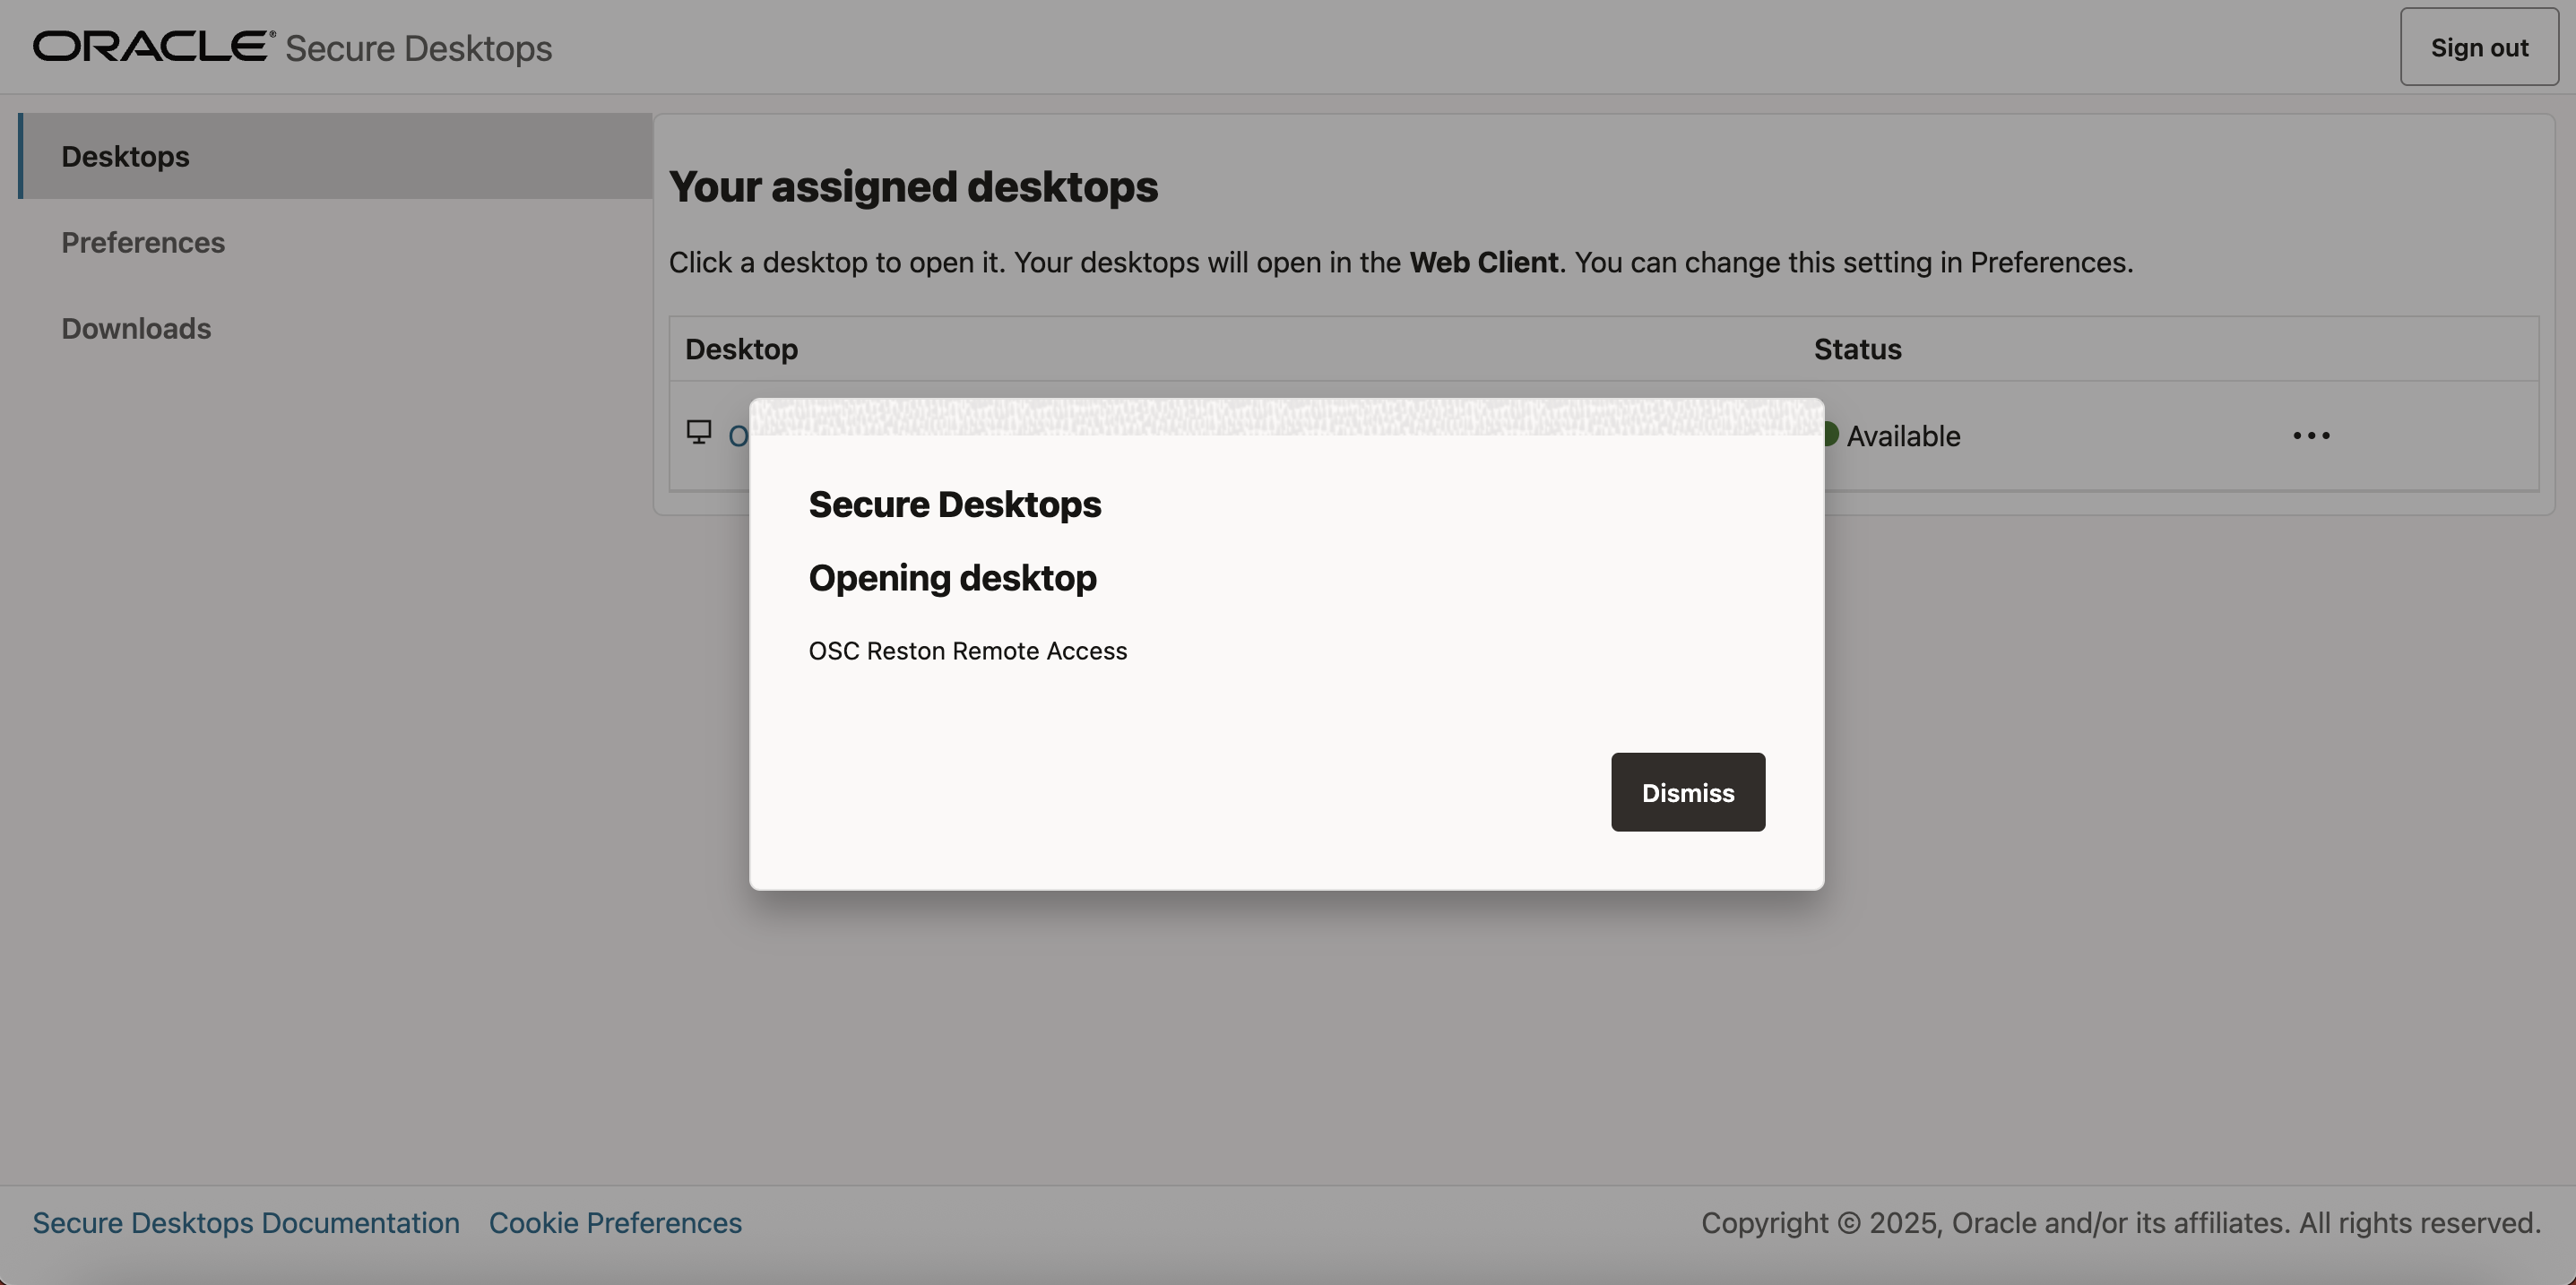 ORACLE® Secure Desktops
Sign out
Desktops
Preferences
Downloads
Your assigned desktops
Click a desktop to open it. Your desktops will open in the Web Client. You can change this setting in Preferences.
Desktop
Status
O
Available
Secure Desktops
Opening desktop
OSC Reston Remote Access
Dismiss
Secure Desktops Documentation
Cookie Preferences
Copyright © 2025, Oracle and/or its affiliates. All rights reserved.